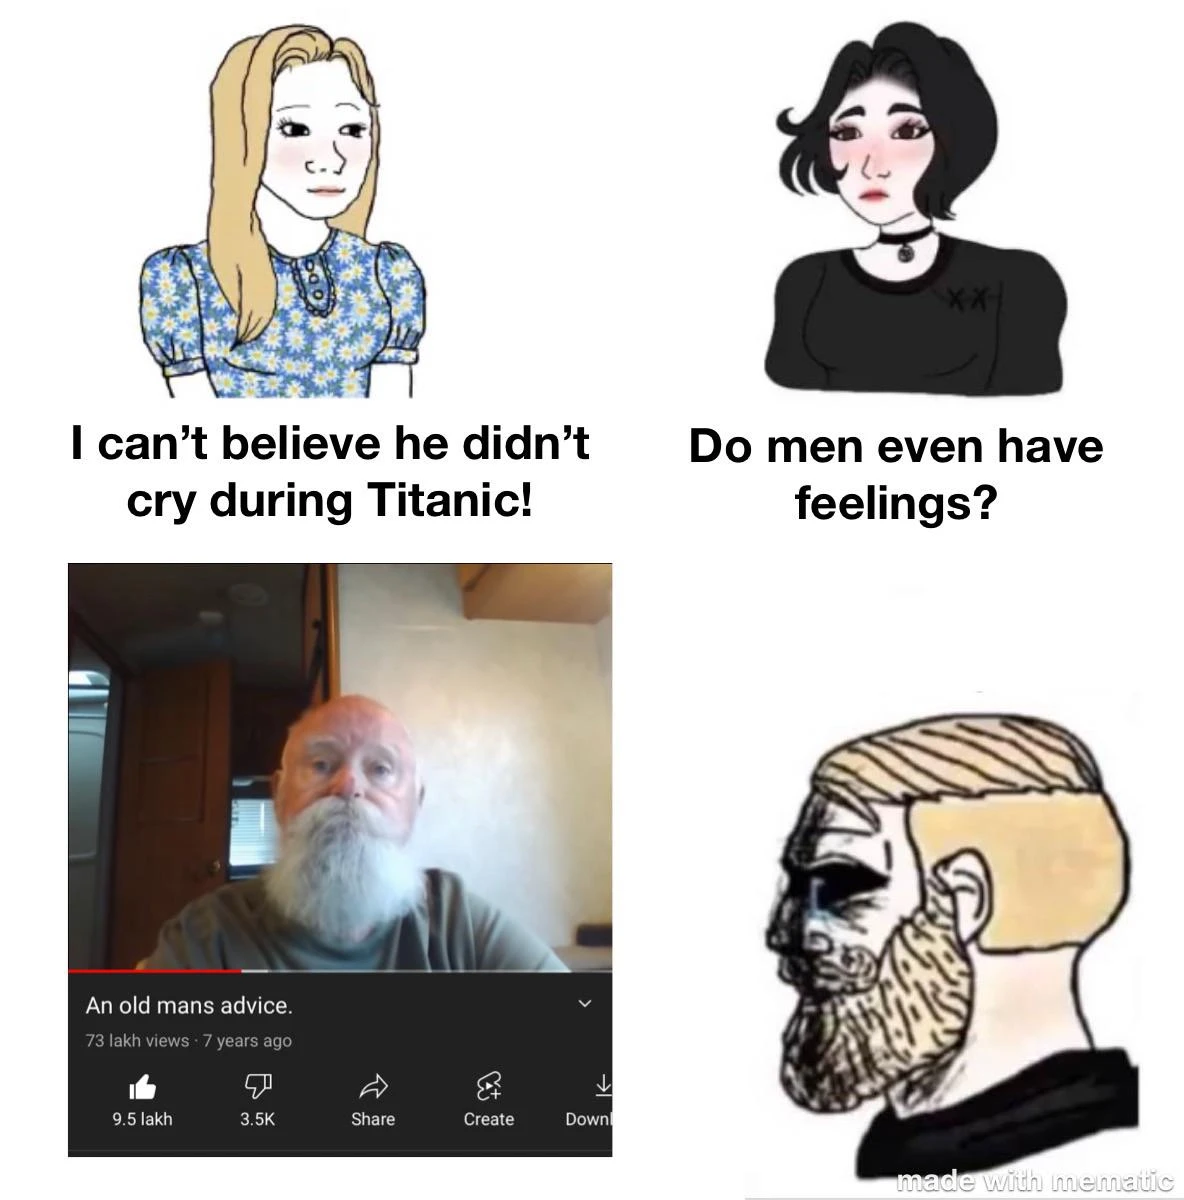 I can’t believe he didn’t
cry during Titanic!
Do men even have
feelings?
An old mans advice.
73 lakh views · 7 years ago
9.5 lakh
3.5K
Share
Create
Downl
made with mematic